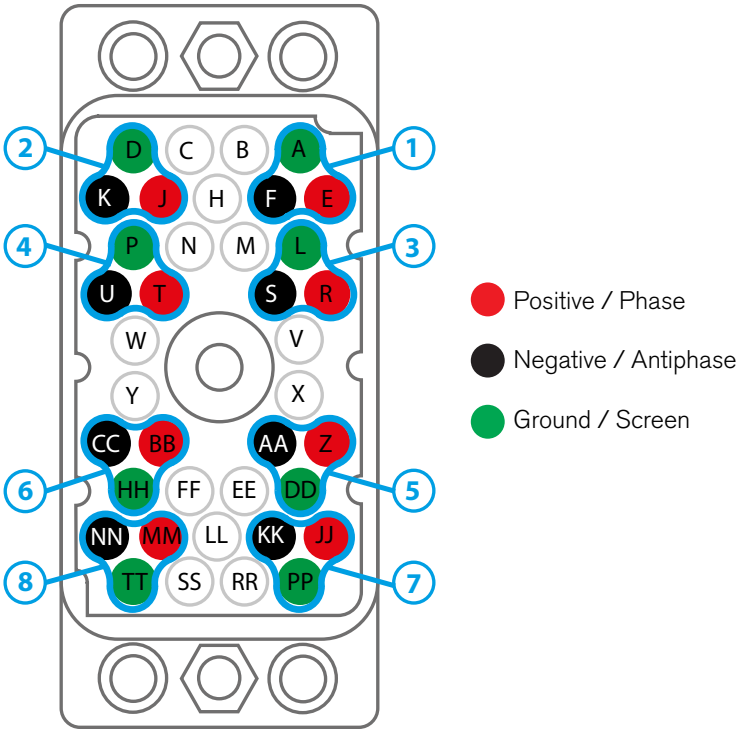 D C B A
2 1
K J H F E
4 P N M L 3
U T S R
W V
Y X
CC BB AA Z
6 HH FF EE DD 5
NN MM LL KK JJ
8 TT SS RR PP 7
Positive / Phase
Negative / Antiphase
Ground / Screen